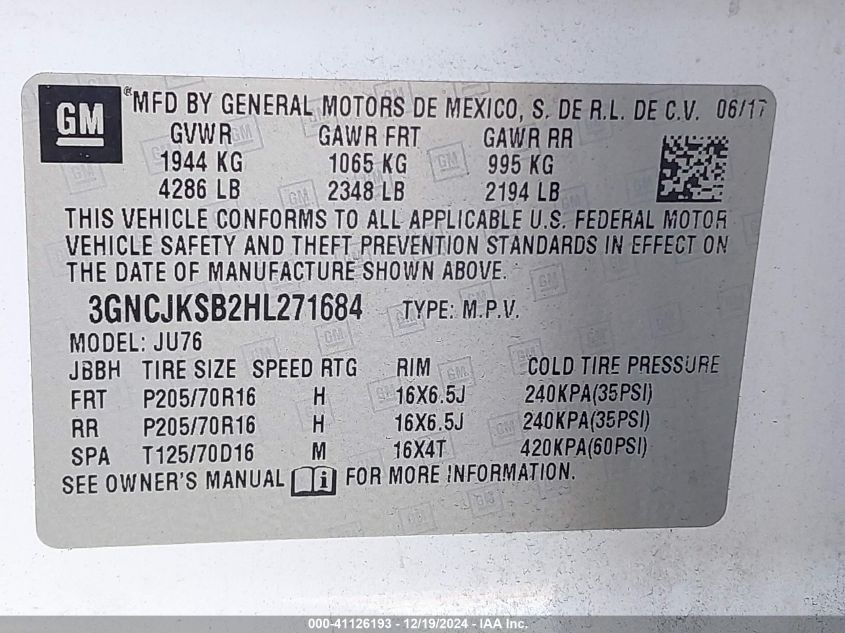 GM ® MFD BY GENERAL MOTORS DE MEXICO, S. DE R.L. DE C.V. 06/17
GVWR GAWR FRT GAWR RR
1944 KG 1065 KG 995 KG
4286 LB 2348 LB 2194 LB
THIS VEHICLE CONFORMS TO ALL APPLICABLE U.S. FEDERAL MOTOR
VEHICLE SAFETY AND THEFT PREVENTION STANDARDS IN EFFECT ON
THE DATE OF MANUFACTURE SHOWN ABOVE.
3GNCJKSB2HL271684 TYPE: M.P.V.
MODEL: JU76
JBBH TIRE SIZE SPEED RTG RIM COLD TIRE PRESSURE
FRT P205/70R16 H 16X6.5J 240KPA(35PSI)
RR P205/70R16 H 16X6.5J 240KPA(35PSI)
SPA T125/70D16 M 16X4T 420KPA(60PSI)
SEE OWNER'S MANUAL i FOR MORE INFORMATION.
000-41126193 - 12/19/2024 - IAA Inc.